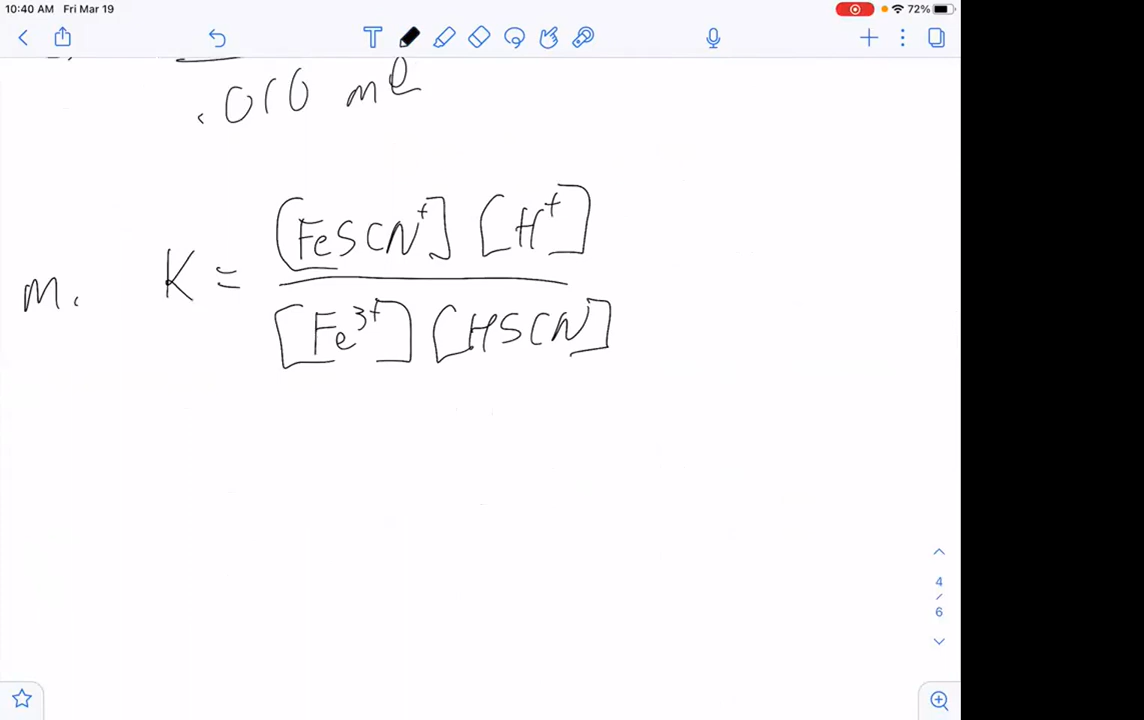 10:40 AM Fri Mar 19
72%
T
.010 ml
m. K = [FeSCN⁺] [H⁺]
[Fe³⁺] [HSCN]
4
/
6